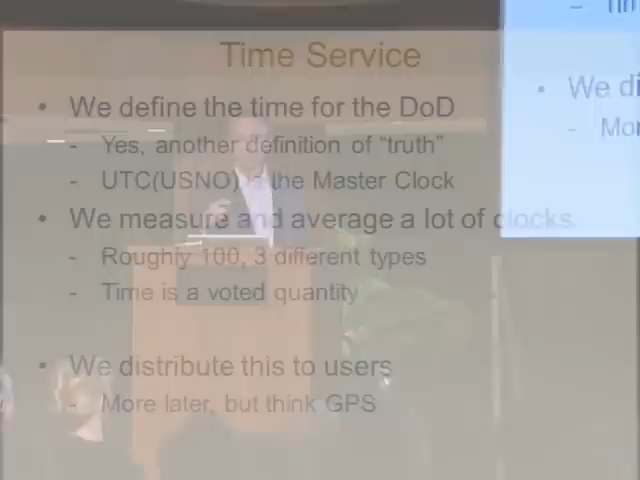 Time Service
• We define the time for the DoD
- Yes, another definition of “truth”
- UTC(USNO) is the Master Clock
• We measure and average a lot of clocks
- Roughly 100, 3 different types
- Time is a voted quantity
• We distribute this to users
- More later, but think GPS
- Tim
• We di
- Mor